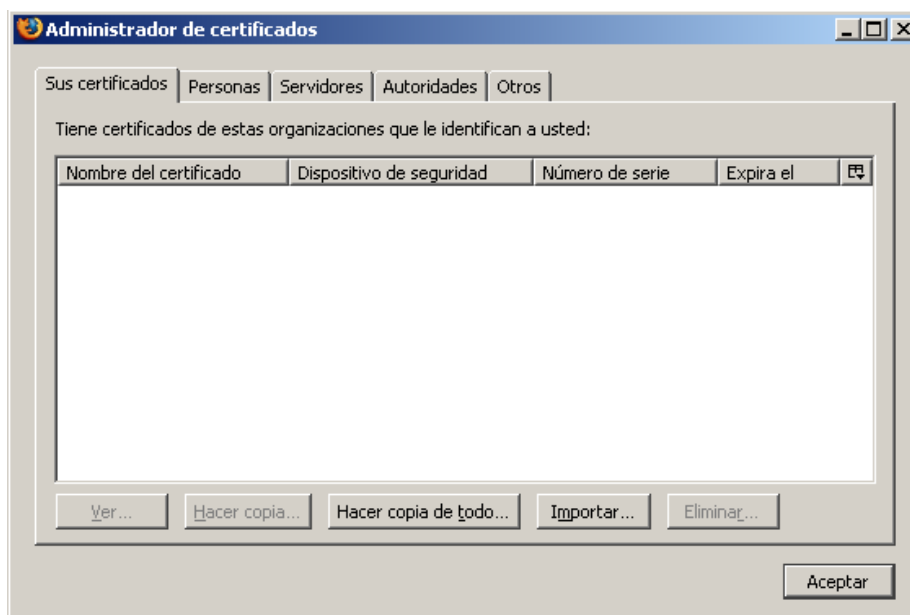 Administrador de certificados
Sus certificados Personas Servidores Autoridades Otros
Tiene certificados de estas organizaciones que le identifican a usted:
Nombre del certificado Dispositivo de seguridad Número de serie Expira el
Ver... Hacer copia... Hacer copia de todo... Importar... Eliminar...
Aceptar